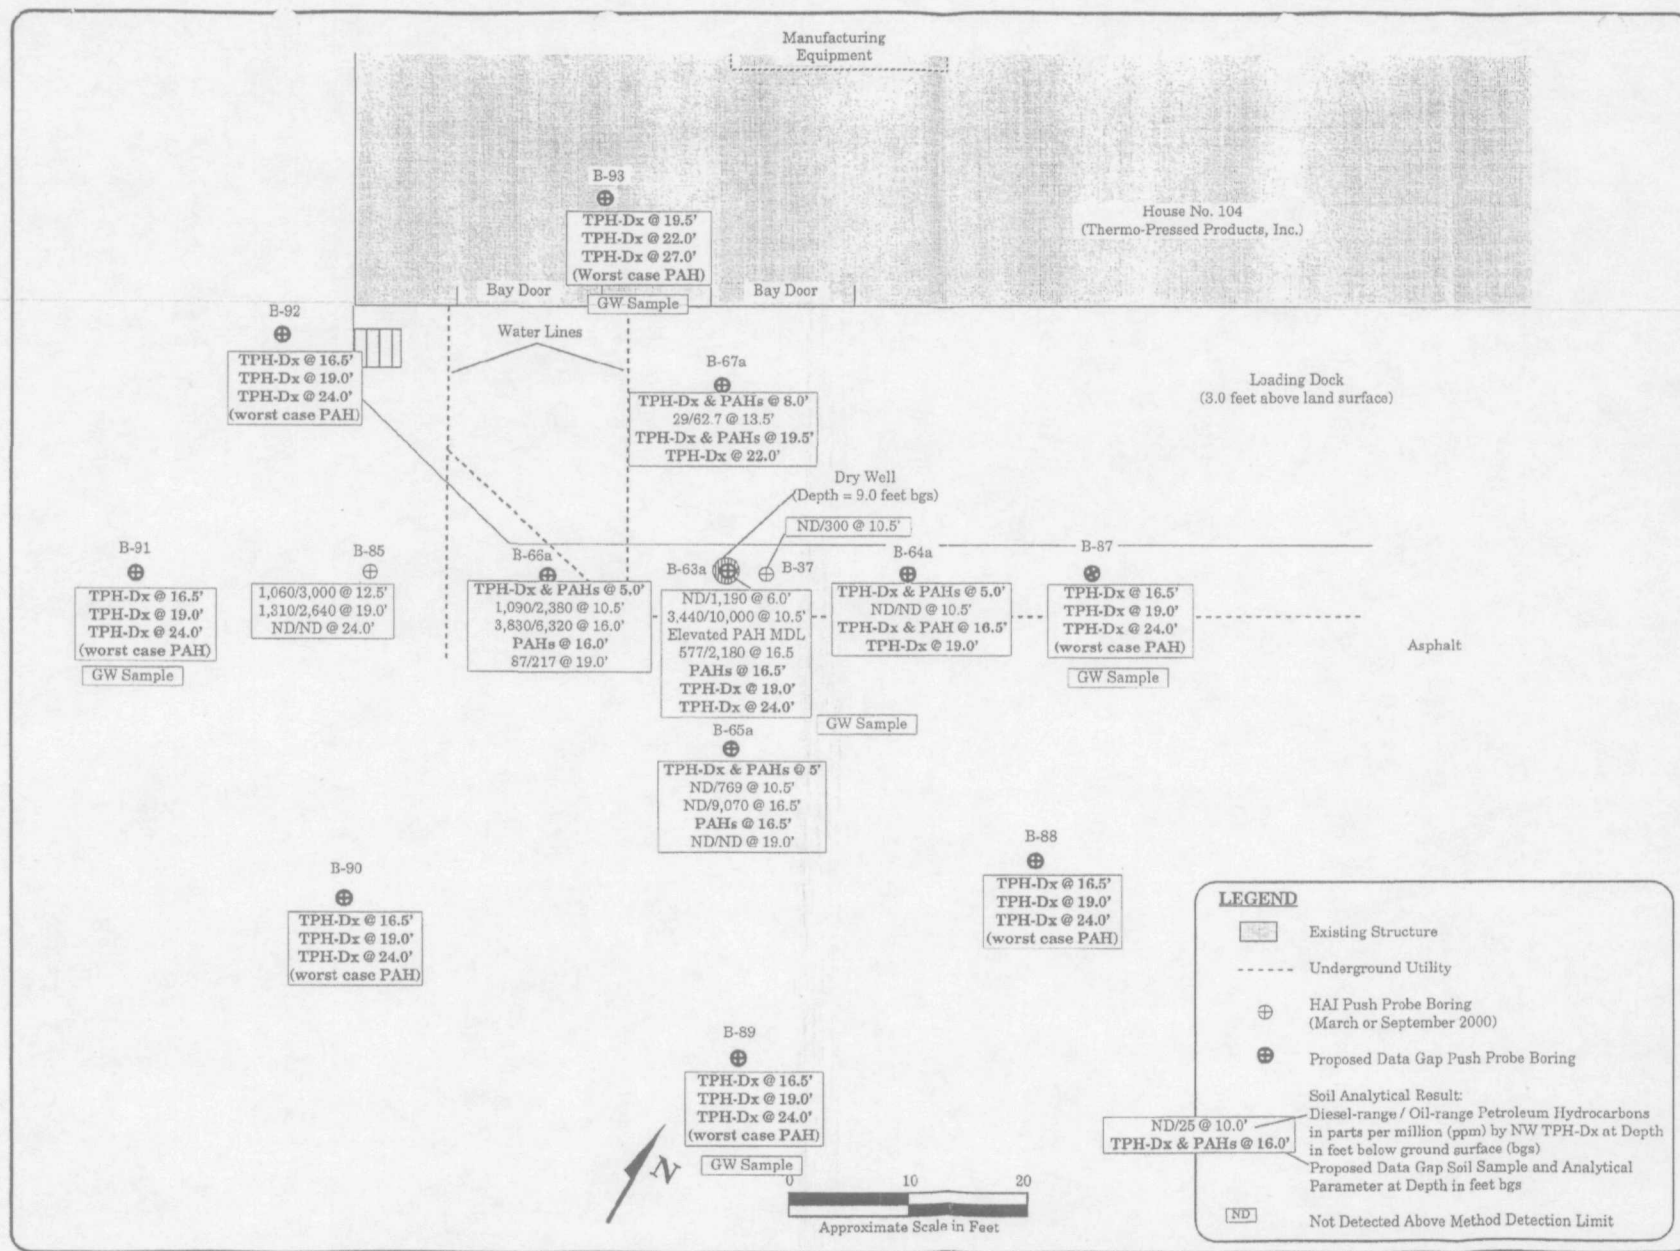 Manufacturing
Equipment
B-93
TPH-Dx @ 19.5'
TPH-Dx @ 22.0'
TPH-Dx @ 27.0'
(Worst case PAH)
GW Sample
House No. 104
(Thermo-Pressed Products, Inc.)
Bay Door
Bay Door
B-92
TPH-Dx @ 16.5'
TPH-Dx @ 19.0'
TPH-Dx @ 24.0'
(worst case PAH)
Water Lines
B-67a
TPH-Dx & PAHs @ 8.0'
29/62.7 @ 13.5'
TPH-Dx & PAHs @ 19.5'
TPH-Dx @ 22.0'
Loading Dock
(3.0 feet above land surface)
Dry Well
(Depth = 9.0 feet bgs)
ND/300 @ 10.5'
B-91
TPH-Dx @ 16.5'
TPH-Dx @ 19.0'
TPH-Dx @ 24.0'
(worst case PAH)
GW Sample
B-85
1,060/3,000 @ 12.5'
1,310/2,640 @ 19.0'
ND/ND @ 24.0'
B-66a
TPH-Dx & PAHs @ 5.0'
1,090/2,380 @ 10.5'
3,830/6,320 @ 16.0'
PAHs @ 16.0'
87/217 @ 19.0'
B-63a
B-37
ND/1,190 @ 6.0'
3,440/10,000 @ 10.5'
Elevated PAH MDL
577/2,180 @ 16.5
PAHs @ 16.5'
TPH-Dx @ 19.0'
TPH-Dx @ 24.0'
GW Sample
B-64a
TPH-Dx & PAHs @ 5.0'
ND/ND @ 10.5'
TPH-Dx & PAH @ 16.5'
TPH-Dx @ 19.0'
B-87
TPH-Dx @ 16.5'
TPH-Dx @ 19.0'
TPH-Dx @ 24.0'
(worst case PAH)
GW Sample
Asphalt
B-65a
TPH-Dx & PAHs @ 5'
ND/769 @ 10.5'
ND/9,070 @ 16.5'
PAHs @ 16.5'
ND/ND @ 19.0'
B-90
TPH-Dx @ 16.5'
TPH-Dx @ 19.0'
TPH-Dx @ 24.0'
(worst case PAH)
B-88
TPH-Dx @ 16.5'
TPH-Dx @ 19.0'
TPH-Dx @ 24.0'
(worst case PAH)
B-89
TPH-Dx @ 16.5'
TPH-Dx @ 19.0'
TPH-Dx @ 24.0'
(worst case PAH)
GW Sample
N
0 10 20
Approximate Scale in Feet
LEGEND
Existing Structure
Underground Utility
HAI Push Probe Boring
(March or September 2000)
Proposed Data Gap Push Probe Boring
ND/25 @ 10.0'
TPH-Dx & PAHs @ 16.0'
Soil Analytical Result:
Diesel-range / Oil-range Petroleum Hydrocarbons
in parts per million (ppm) by NW TPH-Dx at Depth
in feet below ground surface (bgs)
Proposed Data Gap Soil Sample and Analytical
Parameter at Depth in feet bgs
ND
Not Detected Above Method Detection Limit